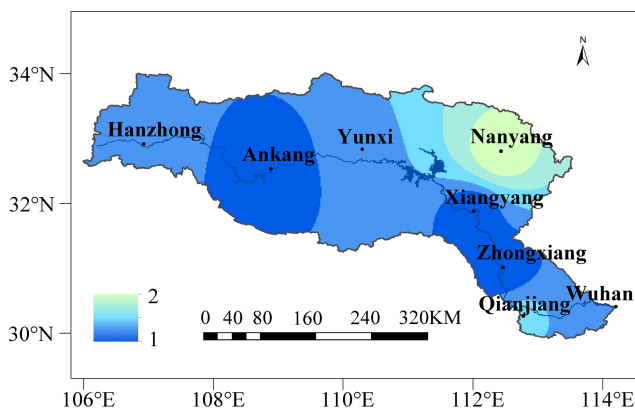 N
34°N
Hanzhong
Yunxi
Nanyang
Ankang
32°N
Xiangyang
Zhongxiang
2
1
Qianjiang
Wuhan
0 40 80 160 240 320KM
30°N
106°E 108°E 110°E 112°E 114°E